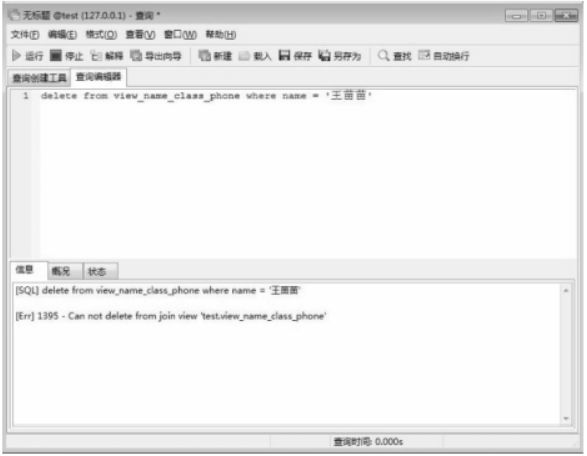 无标题 @test (127.0.0.1) - 查询 *
文件(F) 编辑(E) 格式(O) 查看(V) 窗口(W) 帮助(H)
运行 停止 解释 导出向导 新建 载入 保存 另存为 查找 自动换行
查询创建工具 查询编辑器
1 delete from view_name_class_phone where name = '王苗苗'
信息 概况 状态
[SQL] delete from view_name_class_phone where name = '王苗苗'
[Err] 1395 - Can not delete from join view 'test.view_name_class_phone'
查询时间: 0.000s